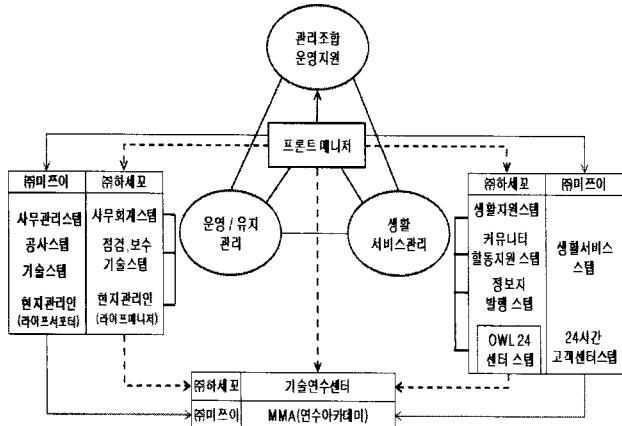 관리조합
운영지원
프론트매니저
㈜미쯔이
㈜하세포
사무관리스텝
공사스텝
기술스텝
현지관리인
(라이프서포터)
사무회계스텝
점검.보수
기술스텝
현지관리인
(라이프매니저)
운영 / 유지
관리
생활
서비스관리
㈜하세포
㈜미쯔이
생활지원스텝
커뮤니티
활동지원 스텝
정보지
발행 스텝
OWL 24
센터 스텝
생활서비스
스텝
24시간
고객센터스텝
㈜하세포
기술연수센터
㈜미쯔이
MMA(연수아카데미)